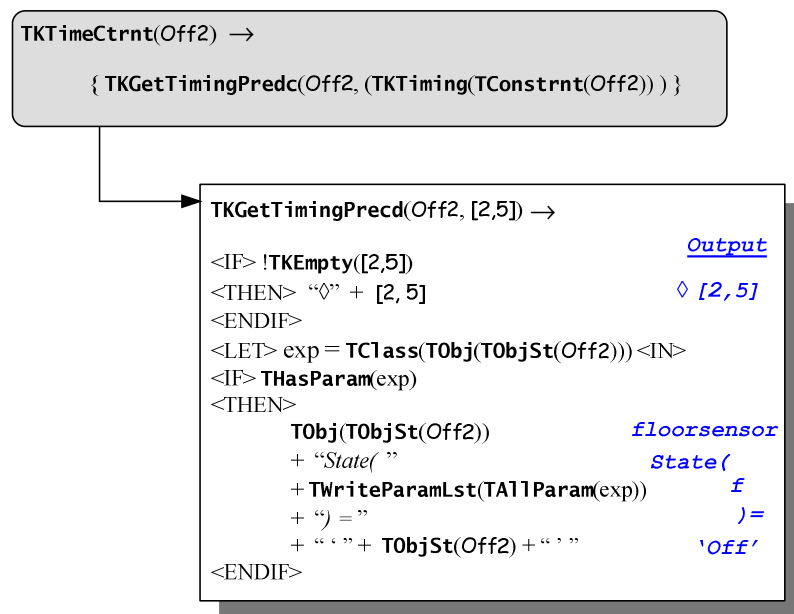 TKTimeCtrnt(Off2) →
{ TKGetTimingPredc(Off2, (TKTiming(TConstrnt(Off2)) ) }
TKGetTimingPrecd(Off2, [2,5]) →
Output
<IF> !TKEmpty([2,5])
<THEN> “◊” + [2, 5] ◊ [2,5]
<ENDIF>
<LET> exp = TClass(TObj(TObjSt(Off2))) <IN>
<IF> THasParam(exp)
<THEN>
TObj(TObjSt(Off2)) floorsensor
+ “State( ” State(
+ TWriteParamLst(TAllParam(exp)) f
+ “) = ” )=
+ “ ‘ ” + TObjSt(Off2) + “ ’ ” ‘Off’
<ENDIF>